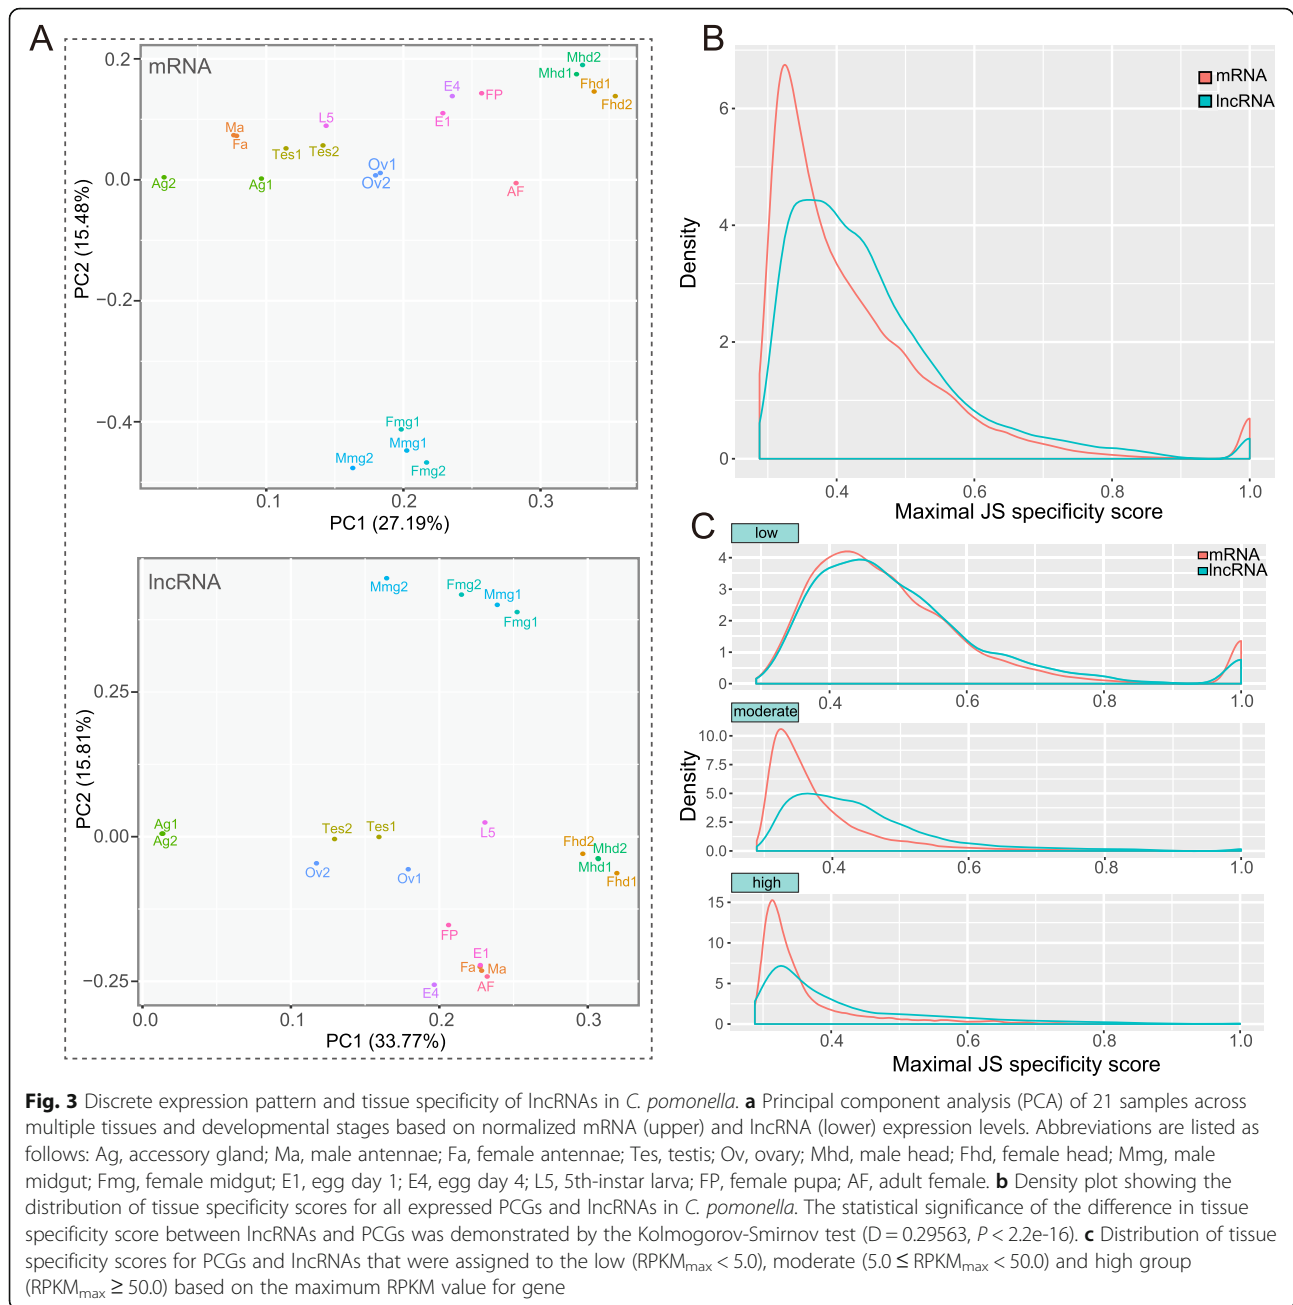 A
mRNA
0.2
0.0
−0.2
−0.4
PC2 (15.48%)
Mhd2
Mhd1
Fhd1
Fhd2
E4
FP
E1
L5
Ma
Fa
Tes1
Tes2
Ov1
Ov2
Ag2
Ag1
AF
Fmg1
Mmg1
Mmg2
Fmg2
0.1
0.2
0.3
PC1 (27.19%)
lncRNA
0.25
0.00
−0.25
PC2 (15.81%)
Mmg2
Fmg2
Mmg1
Fmg1
Ag1
Ag2
Tes2
Tes1
L5
Fhd2
Mhd2
Mhd1
Fhd1
Ov2
Ov1
FP
E1
Fa
Ma
AF
E4
0.0
0.1
0.2
0.3
PC1 (33.77%)
B
mRNA
lncRNA
6
4
2
0
Density
0.4
0.6
0.8
1.0
Maximal JS specificity score
C
low
mRNA
lncRNA
4
3
2
1
0
0.4
0.6
0.8
1.0
moderate
10.0
7.5
5.0
2.5
0.0
Density
0.4
0.6
0.8
1.0
high
15
10
5
0
0.4
0.6
0.8
1.0
Maximal JS specificity score
Fig. 3 Discrete expression pattern and tissue specificity of lncRNAs in C. pomonella. a Principal component analysis (PCA) of 21 samples across
multiple tissues and developmental stages based on normalized mRNA (upper) and lncRNA (lower) expression levels. Abbreviations are listed as
follows: Ag, accessory gland; Ma, male antennae; Fa, female antennae; Tes, testis; Ov, ovary; Mhd, male head; Fhd, female head; Mmg, male
midgut; Fmg, female midgut; E1, egg day 1; E4, egg day 4; L5, 5th-instar larva; FP, female pupa; AF, adult female. b Density plot showing the
distribution of tissue specificity scores for all expressed PCGs and lncRNAs in C. pomonella. The statistical significance of the difference in tissue
specificity score between lncRNAs and PCGs was demonstrated by the Kolmogorov-Smirnov test (D = 0.29563, P < 2.2e-16). c Distribution of tissue
specificity scores for PCGs and lncRNAs that were assigned to the low (RPKMmax < 5.0), moderate (5.0 ≤ RPKMmax < 50.0) and high group
(RPKMmax ≥ 50.0) based on the maximum RPKM value for gene